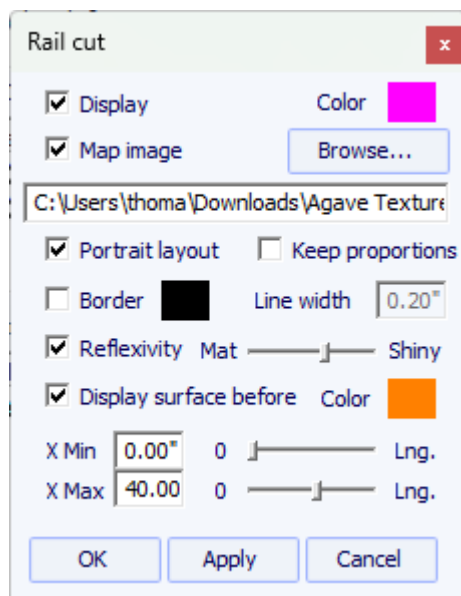 Rail cut x
Display Color
Map image Browse...
C:\Users\thoma\Downloads\Agave Texture
Portrait layout Keep proportions
Border Line width 0.20"
Reflexivity Mat Shiny
Display surface before Color
X Min 0.00" 0 Lng.
X Max 40.00 0 Lng.
OK Apply Cancel